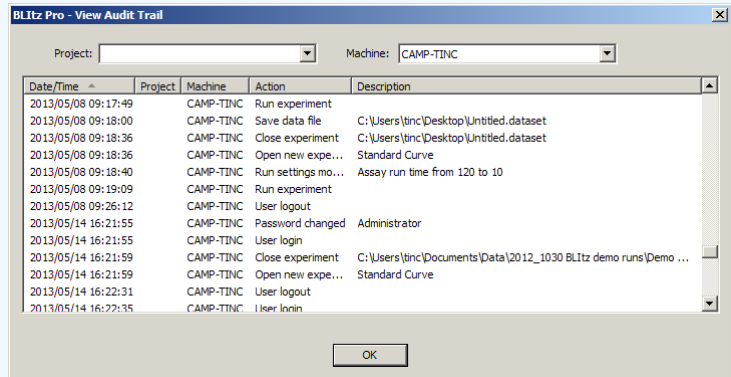 BLItz Pro - View Audit Trail
Project: Machine: CAMP-TINC
Date/Time Project Machine Action Description
2013/05/08 09:17:49 CAMP-TINC Run experiment
2013/05/08 09:18:00 CAMP-TINC Save data file C:\Users\tinc\Desktop\Untitled.dataset
2013/05/08 09:18:36 CAMP-TINC Close experiment C:\Users\tinc\Desktop\Untitled.dataset
2013/05/08 09:18:36 CAMP-TINC Open new expe... Standard Curve
2013/05/08 09:18:40 CAMP-TINC Run settings mo... Assay run time from 120 to 10
2013/05/08 09:19:09 CAMP-TINC Run experiment
2013/05/08 09:26:12 CAMP-TINC User logout
2013/05/14 16:21:55 CAMP-TINC Password changed Administrator
2013/05/14 16:21:55 CAMP-TINC User login
2013/05/14 16:21:59 CAMP-TINC Close experiment C:\Users\tinc\Documents\Data\2012_1030 BLItz demo runs\Demo ...
2013/05/14 16:21:59 CAMP-TINC Open new expe... Standard Curve
2013/05/14 16:22:31 CAMP-TINC User logout
2013/05/14 16:22:35 CAMP-TINC User login
OK